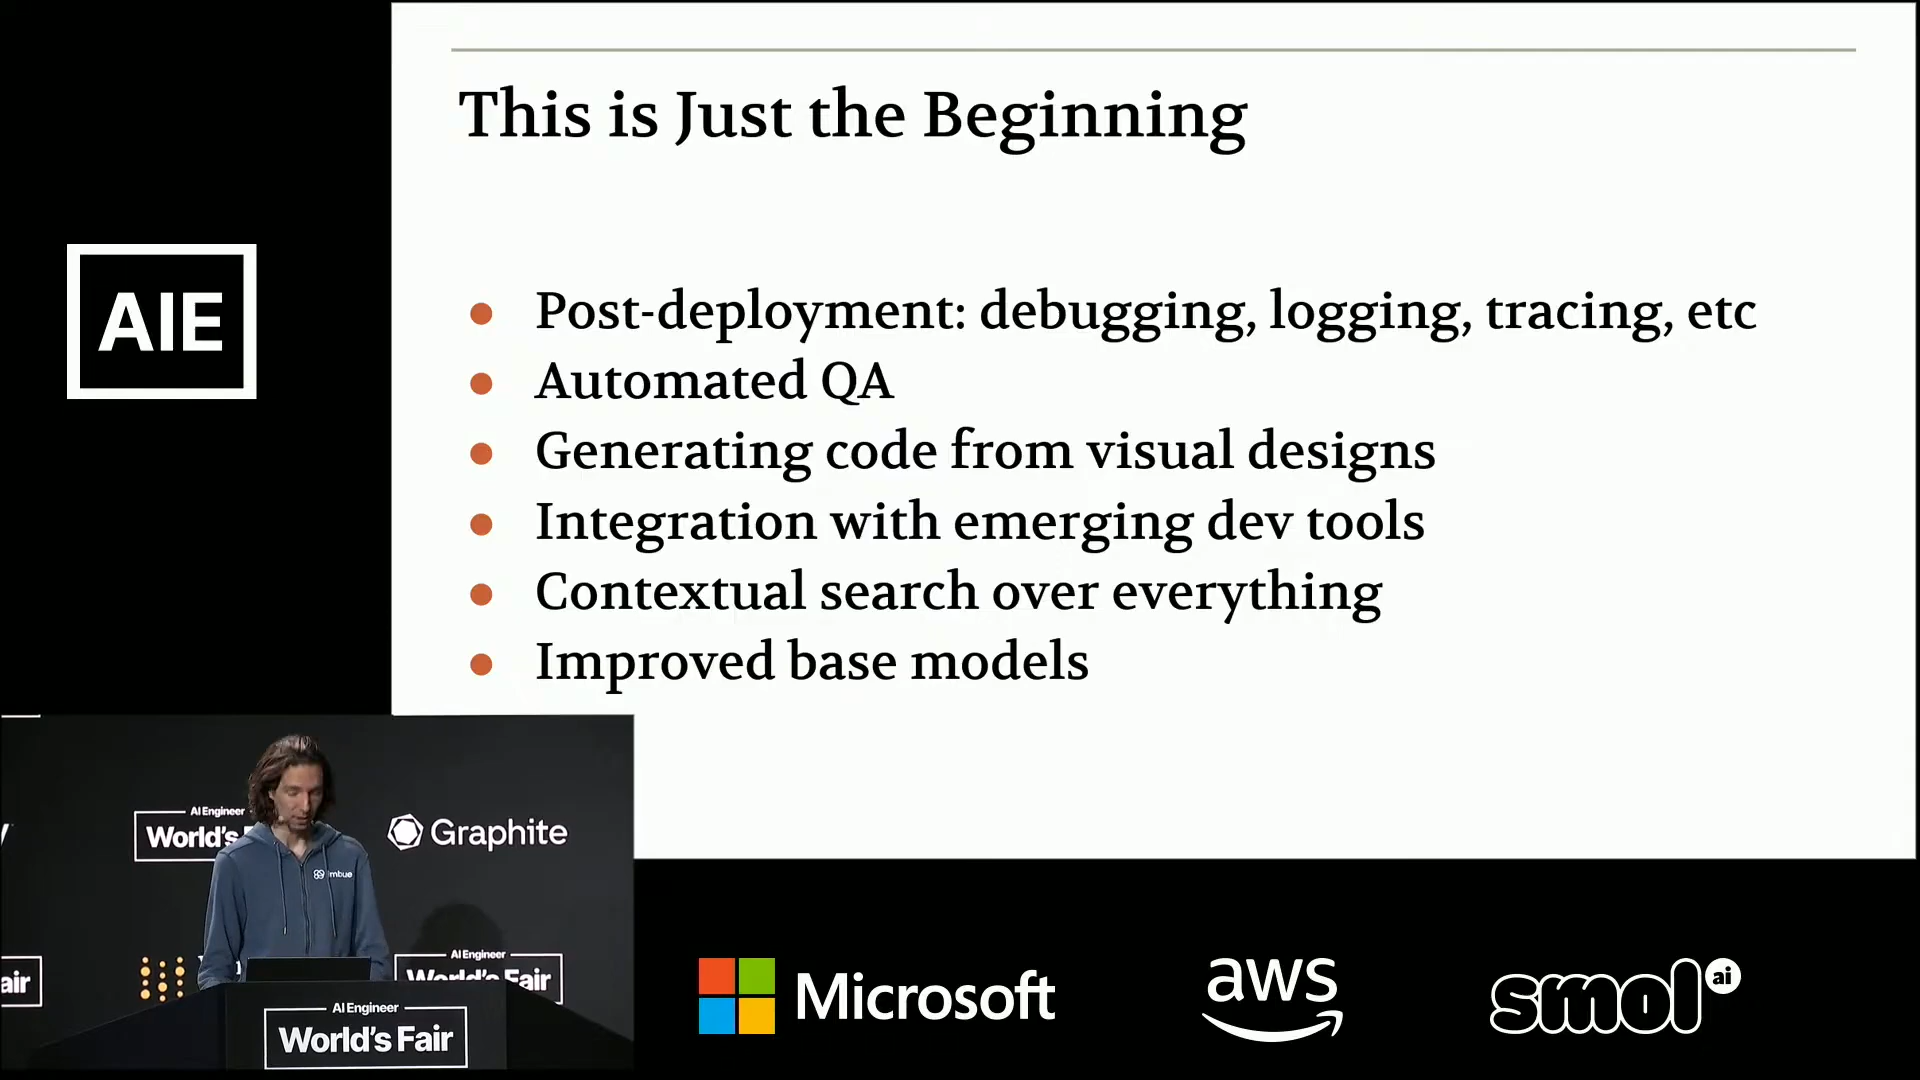 This is Just the Beginning
AIE
Post-deployment: debugging, logging, tracing, etc
Automated QA
Generating code from visual designs
Integration with emerging dev tools
Contextual search over everything
Improved base models
AI Engineer
World's
Graphite
imbue
AI Engineer
World's Fair
air
AI Engineer
World's Fair
Microsoft
aws
smol
ai